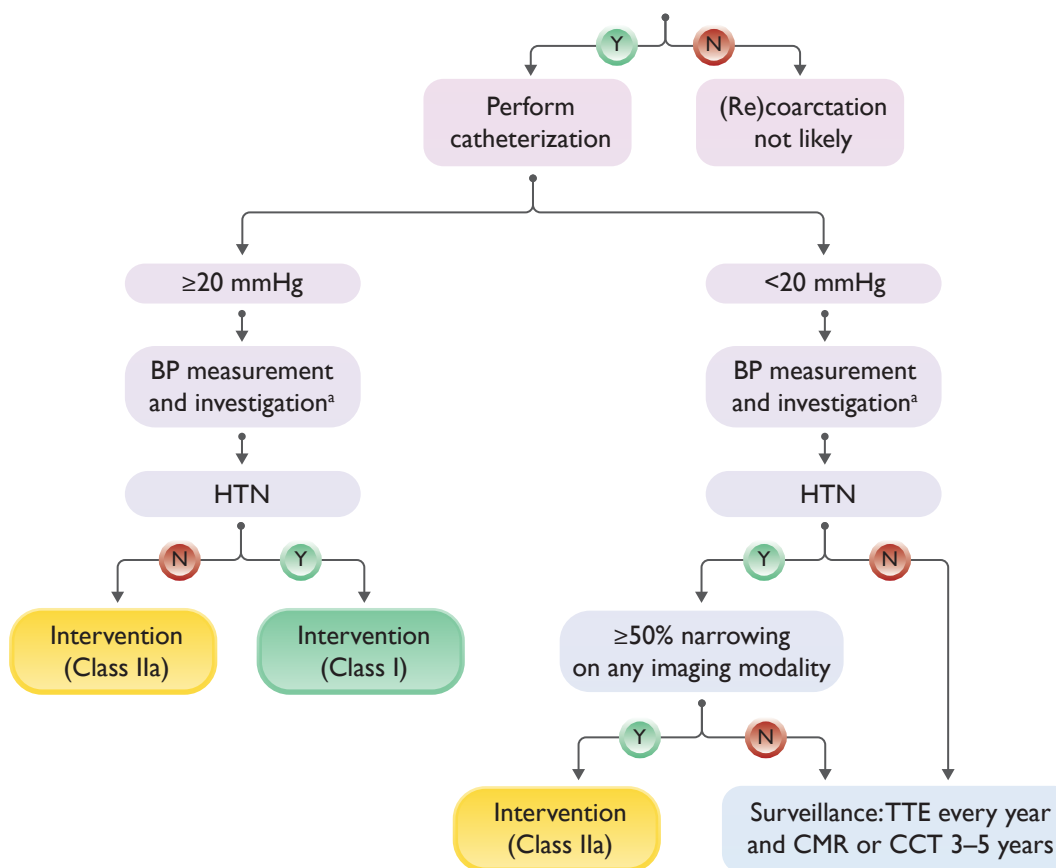 Y
N
Perform
catheterization
(Re)coarctation
not likely
≥20 mmHg
<20 mmHg
BP measurement
and investigationᵃ
BP measurement
and investigationᵃ
HTN
HTN
N
Y
Y
N
Intervention
(Class IIa)
Intervention
(Class I)
≥50% narrowing
on any imaging modality
Y
N
Intervention
(Class IIa)
Surveillance: TTE every year
and CMR or CCT 3–5 years